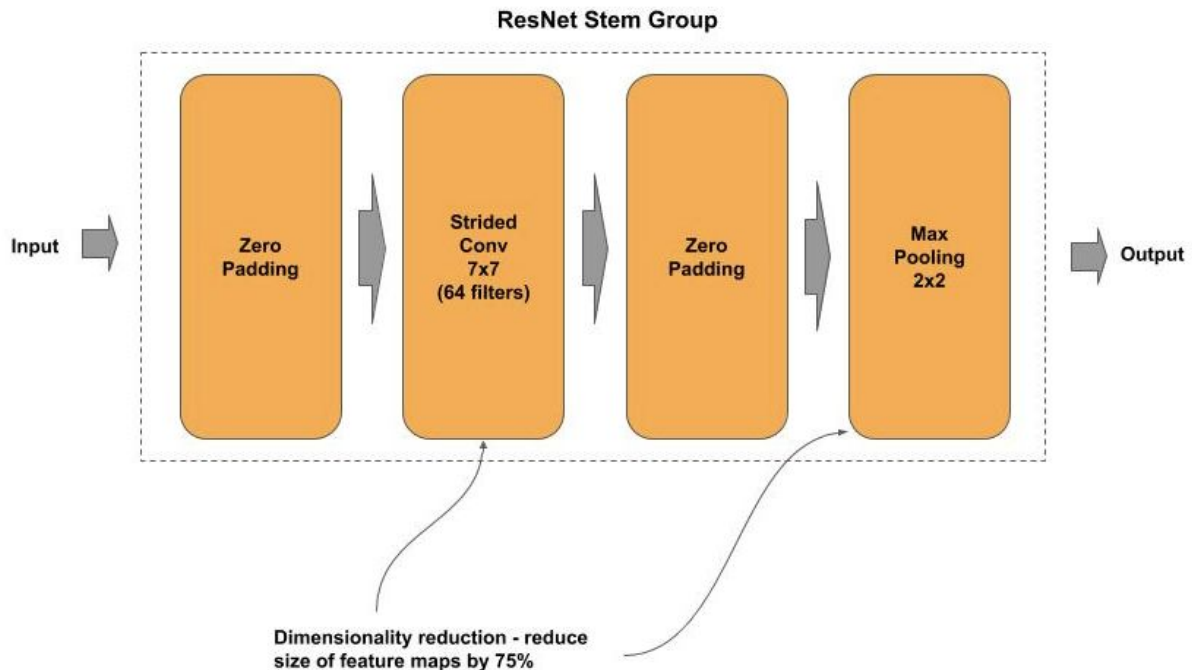 ResNet Stem Group
Input
Zero
Padding
Strided
Conv
7x7
(64 filters)
Zero
Padding
Max
Pooling
2x2
Output
Dimensionality reduction - reduce
size of feature maps by 75%